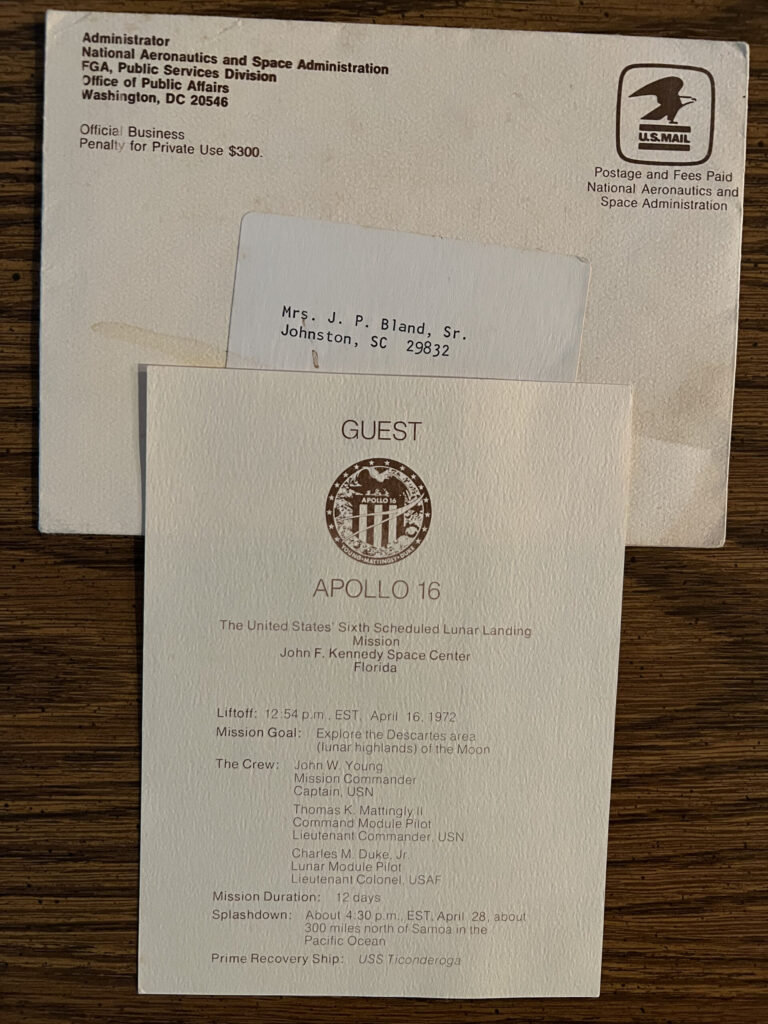 Administrator
National Aeronautics and Space Administration
FGA, Public Services Division
Office of Public Affairs
Washington, DC 20546
Official Business
Penalty for Private Use $300.
U.S.MAIL
Postage and Fees Paid
National Aeronautics and
Space Administration
Mrs. J. P. Bland, Sr.
Johnston, SC 29832
GUEST
APOLLO 16
YOUNG•MATTINGLY•DUKE
APOLLO 16
The United States' Sixth Scheduled Lunar Landing
Mission
John F. Kennedy Space Center
Florida
Liftoff: 12:54 p.m., EST, April 16, 1972
Mission Goal: Explore the Descartes area
(lunar highlands) of the Moon
The Crew: John W. Young
Mission Commander
Captain, USN
Thomas K. Mattingly II
Command Module Pilot
Lieutenant Commander, USN
Charles M. Duke, Jr.
Lunar Module Pilot
Lieutenant Colonel, USAF
Mission Duration: 12 days
Splashdown: About 4:30 p.m., EST, April 28, about
300 miles north of Samoa in the
Pacific Ocean
Prime Recovery Ship: USS Ticonderoga